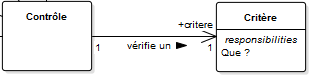 Contrôle
Critère
+critere
responsibilities
Que ?
1
vérifie un
1